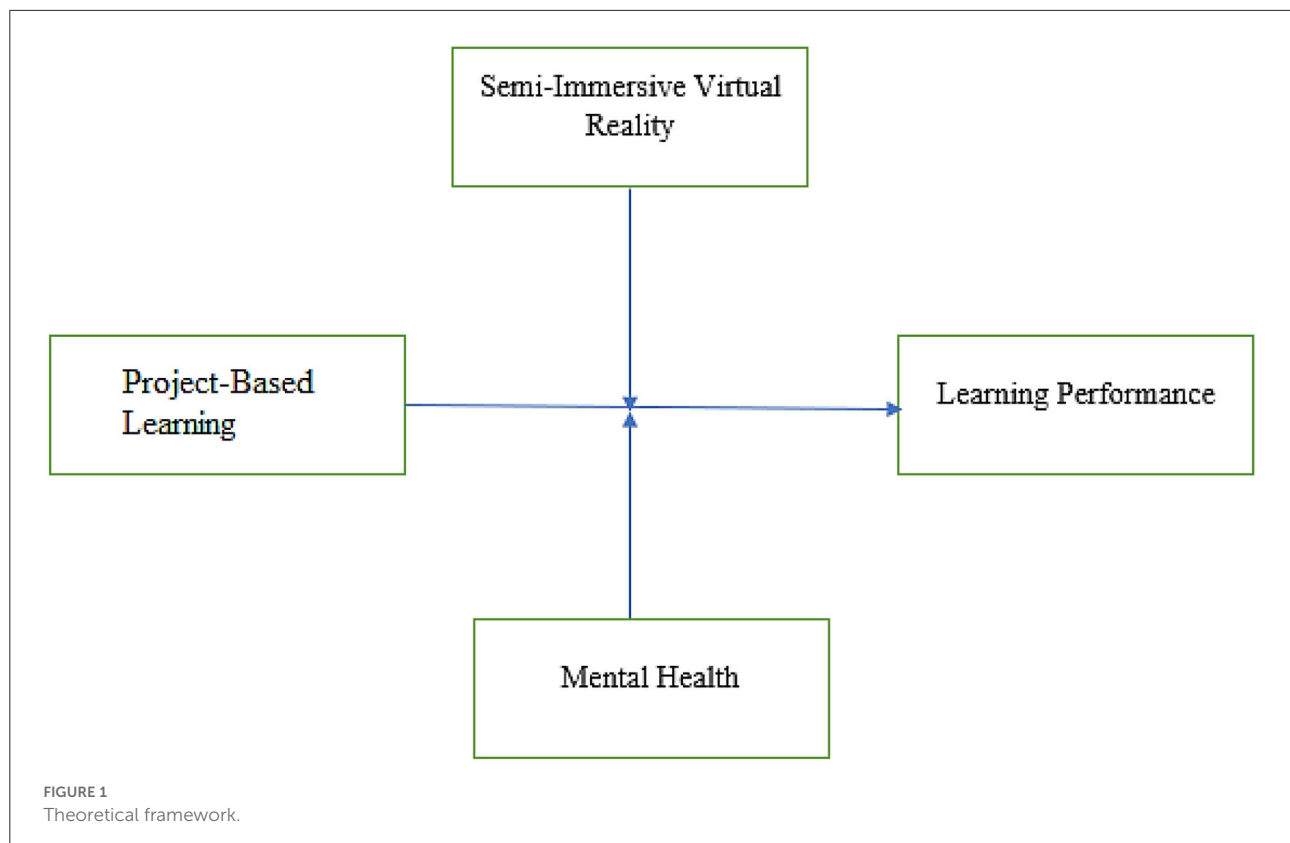 Semi-Immersive Virtual
Reality
Project-Based
Learning
Learning Performance
Mental Health
FIGURE 1
Theoretical framework.